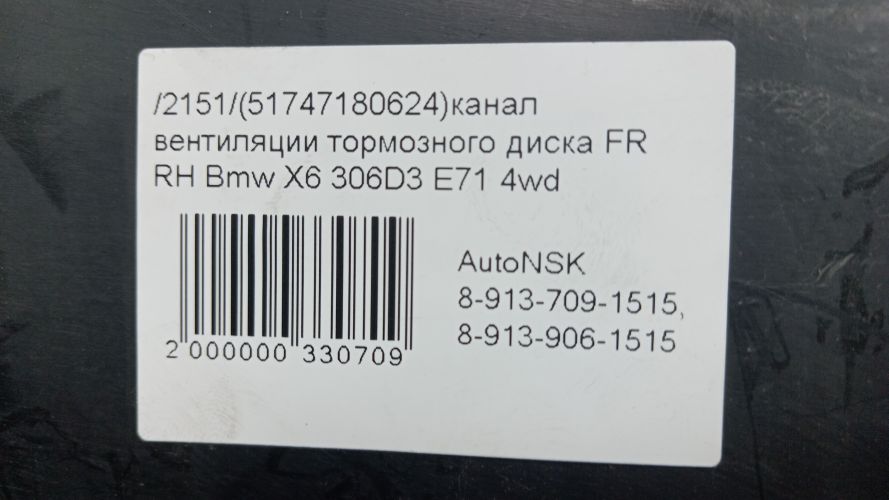 /2151/(51747180624)канал
вентиляции тормозного диска FR
RH Bmw X6 306D3 E71 4wd
AutoNSK
8-913-709-1515,
8-913-906-1515
2 000000 330709